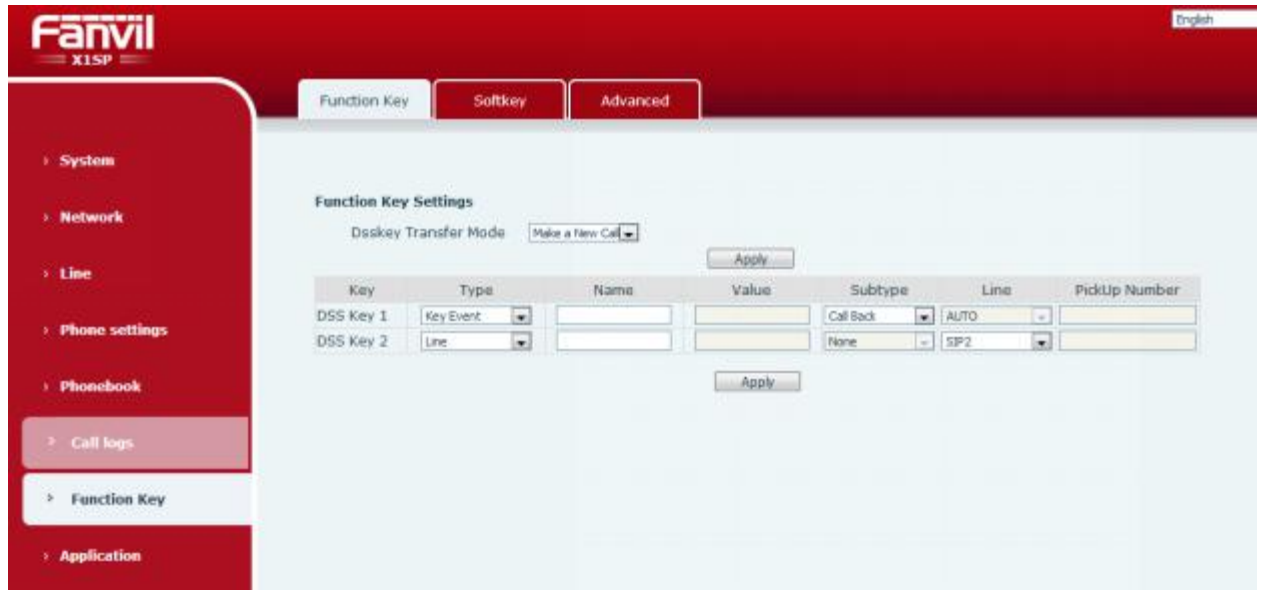 Fanvil
X1SP
English
Function Key
Softkey
Advanced
System
Network
Line
Phone settings
Phonebook
Call logs
Function Key
Application
Function Key Settings
Dsskey Transfer Mode Make a New Call
Apply
Key Type Name Value Subtype Line PickUp Number
DSS Key 1 Key Event Call Back AUTO
DSS Key 2 Line None SIP2
Apply